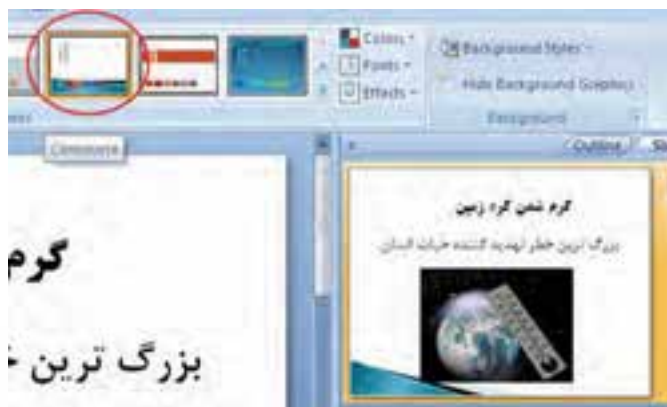 Colors
Fonts
Effects
Background Styles
Hide Background Graphics
Background
Concourse
Outline
گرم شدن کره زمین
بزرگ ترین خطر تهدید کننده حیات انسان
گرم
بزرگ ترین